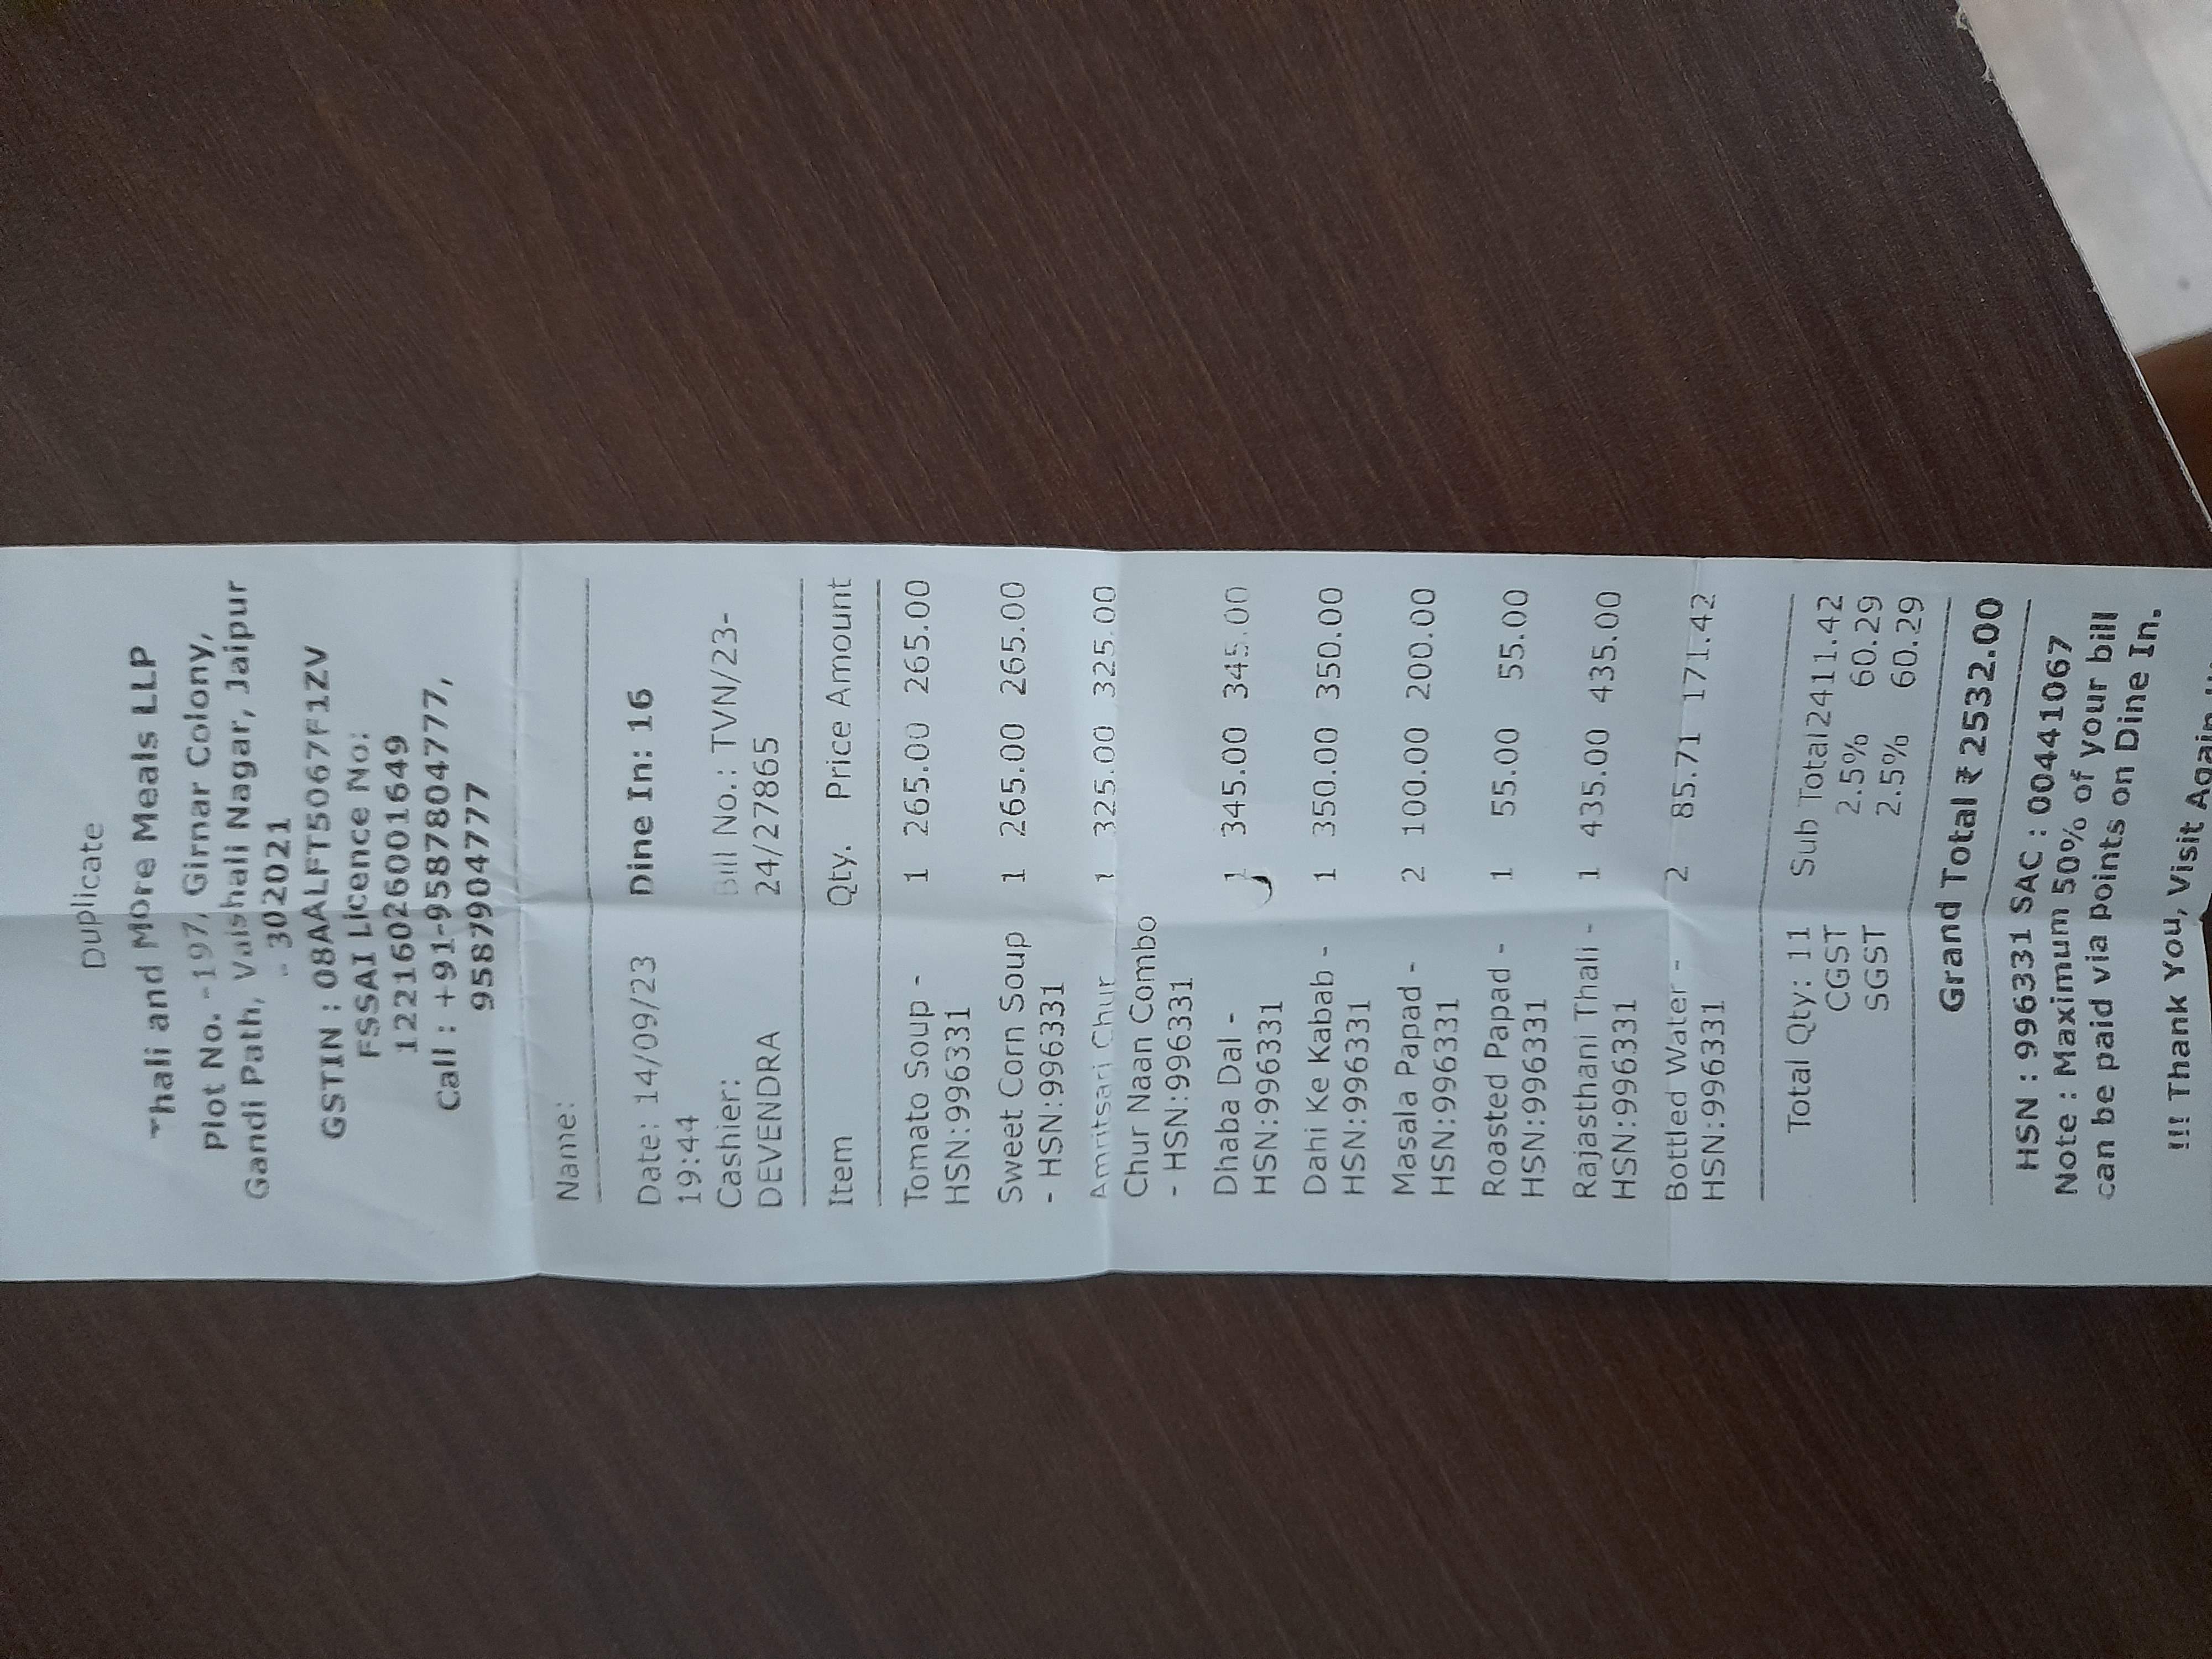 Duplicate
Thali and More Meals LLP
Plot No. -197, Girnar Colony,
Gandi Path, Vaishali Nagar, Jaipur
- 302021
GSTIN : 08AALFT5067F1ZV
FSSAI Licence No:
12216026001649
Call : +91-9587804777,
9587904777
Name:
Date: 14/09/23 Dine In: 16
19:44
Cashier: Bill No.: TVN/23-
DEVENDRA 24/27865
Item Qty. Price Amount
Tomato Soup - 1 265.00 265.00
HSN:996331
Sweet Corn Soup 1 265.00 265.00
- HSN:996331
Amritsari Chur 1 325.00 325.00
Chur Naan Combo
- HSN:996331
Dhaba Dal - 1 345.00 345.00
HSN:996331
Dahi Ke Kabab - 1 350.00 350.00
HSN:996331
Masala Papad - 2 100.00 200.00
HSN:996331
Roasted Papad - 1 55.00 55.00
HSN:996331
Rajasthani Thali - 1 435.00 435.00
HSN:996331
Bottled Water - 2 85.71 171.42
HSN:996331
Total Qty: 11 Sub Total 2411.42
CGST 2.5% 60.29
SGST 2.5% 60.29
Grand Total ₹ 2532.00
HSN : 996331 SAC : 00441067
Note : Maximum 50% of your bill
can be paid via points on Dine In.
!!! Thank You, Visit Again !!!